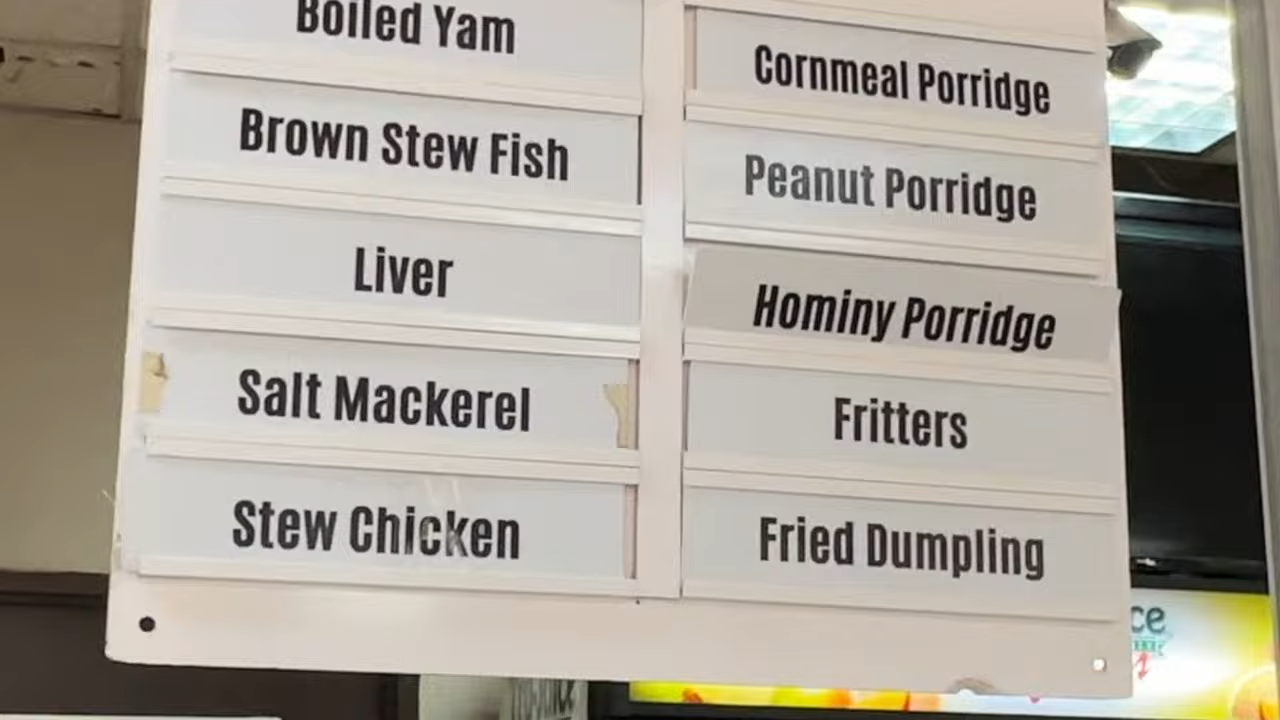 Boiled Yam
Brown Stew Fish
Liver
Salt Mackerel
Stew Chicken
Cornmeal Porridge
Peanut Porridge
Hominy Porridge
Fritters
Fried Dumpling